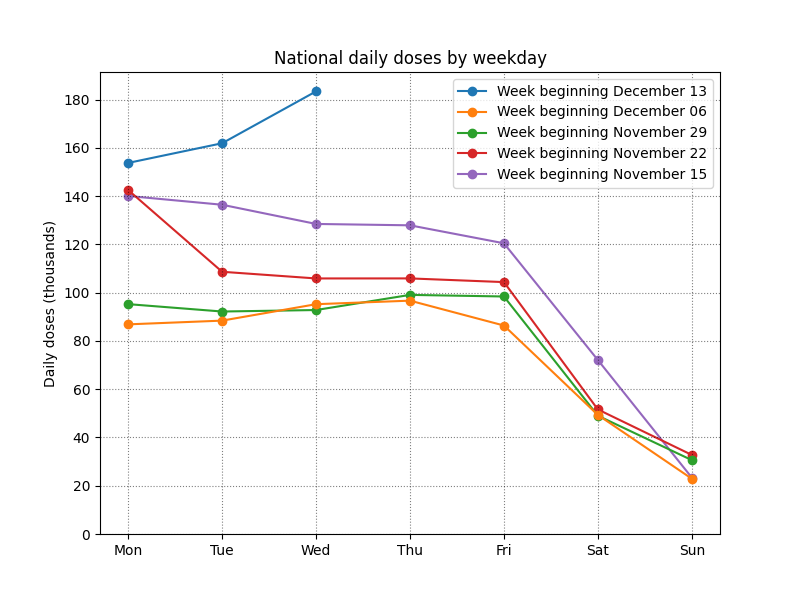 National daily doses by weekday
Daily doses (thousands)
180
160
140
120
100
80
60
40
20
0
Week beginning December 13
Week beginning December 06
Week beginning November 29
Week beginning November 22
Week beginning November 15
Mon Tue Wed Thu Fri Sat Sun